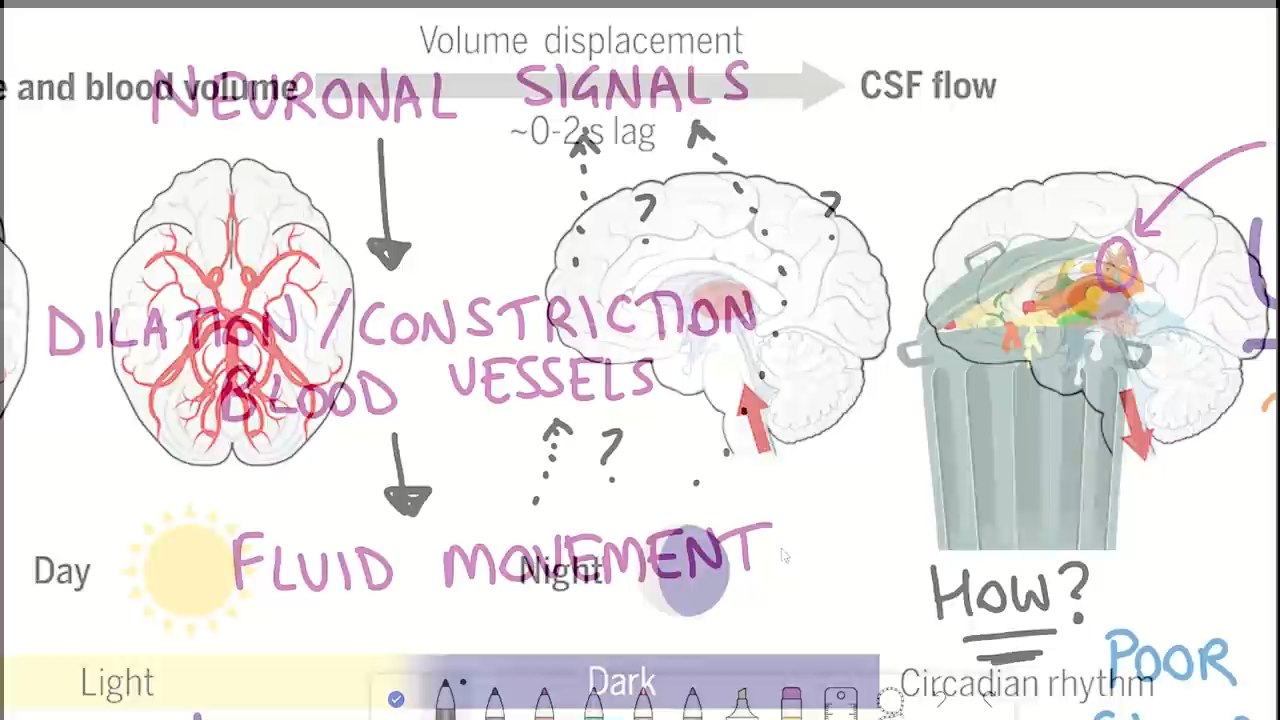 Volume displacement
e and blood volume
CSF flow
NEURONAL SIGNALS
~0-2 s lag
?
?
DILATION / CONSTRICTION
BLOOD VESSELS
?
Day
FLUID MOVEMENT
Night
HOW?
POOR
Light
Dark
Circadian rhythm